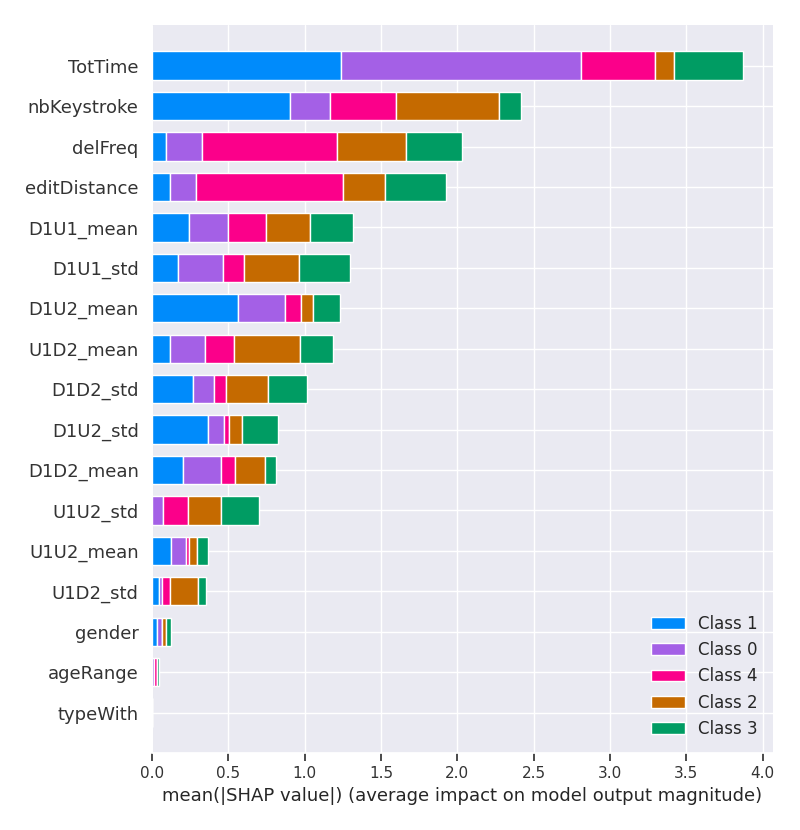 TotTime
nbKeystroke
delFreq
editDistance
D1U1_mean
D1U1_std
D1U2_mean
U1D2_mean
D1D2_std
D1U2_std
D1D2_mean
U1U2_std
U1U2_mean
U1D2_std
gender
ageRange
typeWith
Class 1
Class 0
Class 4
Class 2
Class 3
0.0 0.5 1.0 1.5 2.0 2.5 3.0 3.5 4.0
mean(|SHAP value|) (average impact on model output magnitude)